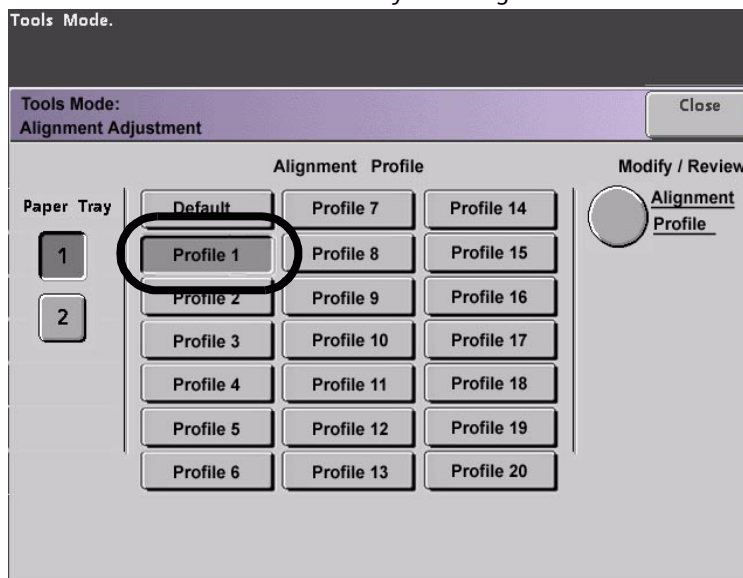 Tools Mode.
Tools Mode:
Close
Alignment Adjustment
Alignment Profile
Modify / Review
Paper Tray
1
2
Default
Profile 1
Profile 2
Profile 3
Profile 4
Profile 5
Profile 6
Profile 7
Profile 8
Profile 9
Profile 10
Profile 11
Profile 12
Profile 13
Profile 14
Profile 15
Profile 16
Profile 17
Profile 18
Profile 19
Profile 20
Alignment
Profile